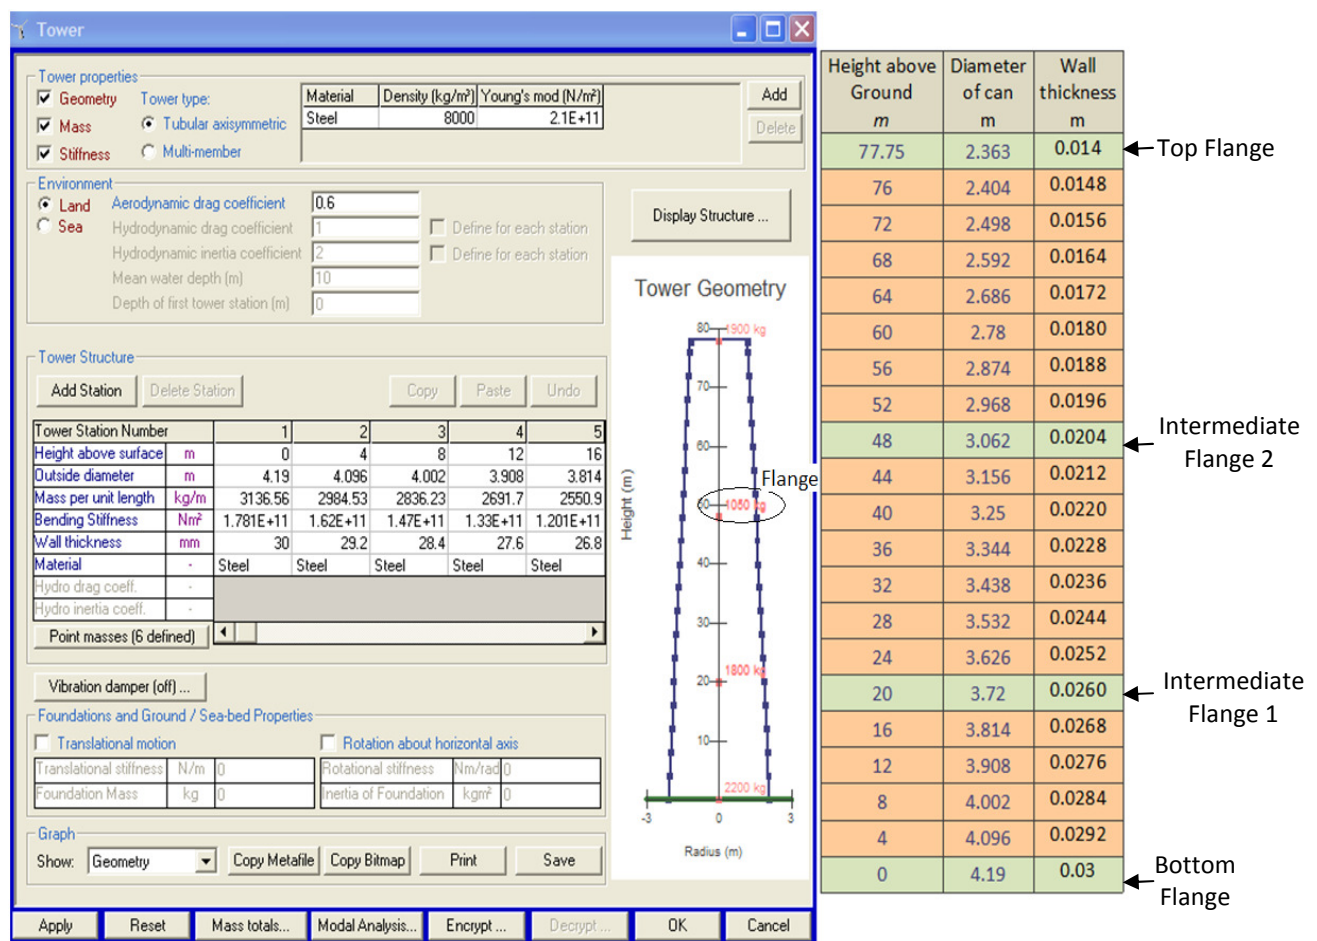 Tower
Tower properties
Geometry Tower type:
Mass Tubular axisymmetric
Stiffness Multi-member
Material Density (kg/m³) Young's mod (N/m²)
Steel 8000 2.1E+11
Add
Delete
Environment
Land Aerodynamic drag coefficient 0.6
Sea Hydrodynamic drag coefficient 1 Define for each station
Hydrodynamic inertia coefficient 2 Define for each station
Mean water depth (m) 10
Depth of first tower station (m) 0
Display Structure ...
Tower Structure
Add Station Delete Station Copy Paste Undo
Tower Station Number 1 2 3 4 5
Height above surface m 0 4 8 12 16
Outside diameter m 4.19 4.096 4.002 3.908 3.814
Mass per unit length kg/m 3136.56 2984.53 2836.23 2691.7 2550.9
Bending Stiffness Nm² 1.781E+11 1.62E+11 1.47E+11 1.33E+11 1.201E+11
Wall thickness mm 30 29.2 28.4 27.6 26.8
Material - Steel Steel Steel Steel Steel
Hydro drag coeff. -
Hydro inertia coeff. -
Point masses (6 defined)
Vibration damper (off) ...
Foundations and Ground / Sea-bed Properties
Translational motion Rotation about horizontal axis
Translational stiffness N/m 0 Rotational stiffness Nm/rad 0
Foundation Mass kg 0 Inertia of Foundation kgm² 0
Graph
Show: Geometry Copy Metafile Copy Bitmap Print Save
Apply Reset Mass totals... Modal Analysis... Encrypt ... Decrypt ... OK Cancel
Tower Geometry
80 1900 kg
70
60
Flange
50 1050 kg
40
30
20 1800 kg
10
2200 kg
Height (m)
-3 0 3
Radius (m)
Height above Ground Diameter of can Wall thickness
m m m
77.75 2.363 0.014 Top Flange
76 2.404 0.0148
72 2.498 0.0156
68 2.592 0.0164
64 2.686 0.0172
60 2.78 0.0180
56 2.874 0.0188
52 2.968 0.0196
48 3.062 0.0204 Intermediate Flange 2
44 3.156 0.0212
40 3.25 0.0220
36 3.344 0.0228
32 3.438 0.0236
28 3.532 0.0244
24 3.626 0.0252
20 3.72 0.0260 Intermediate Flange 1
16 3.814 0.0268
12 3.908 0.0276
8 4.002 0.0284
4 4.096 0.0292
0 4.19 0.03 Bottom Flange